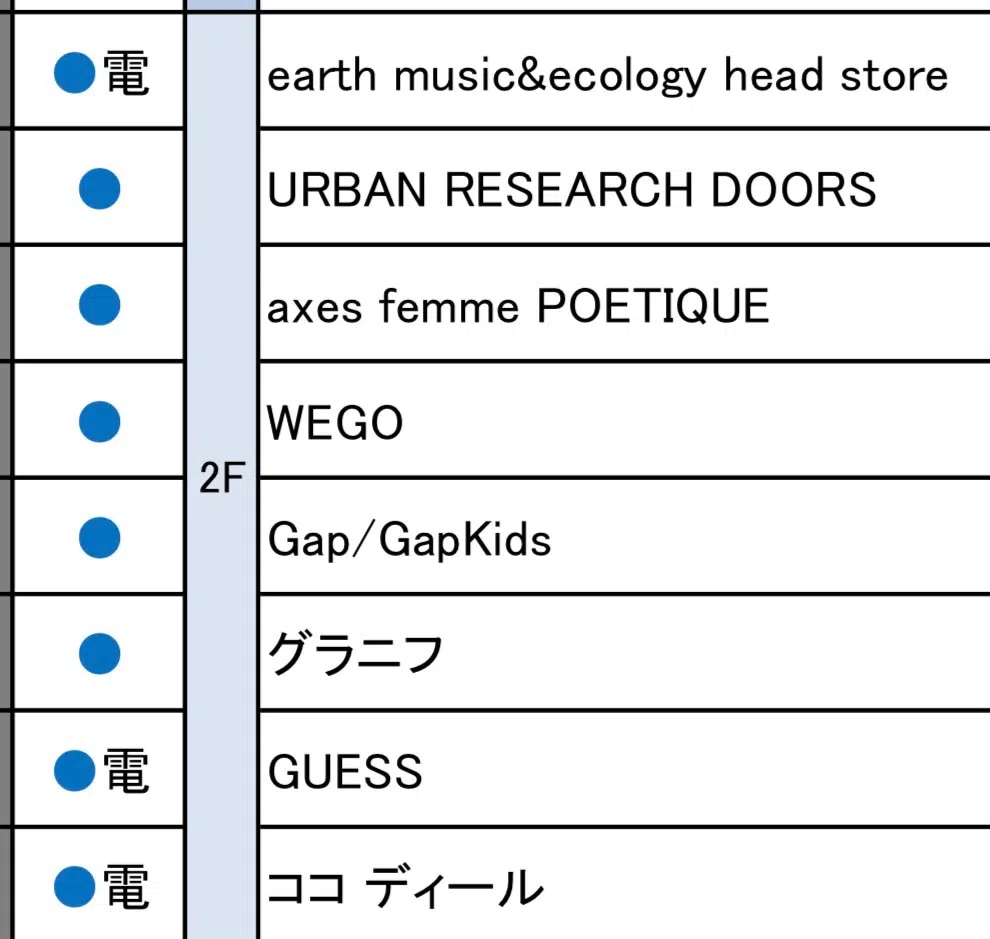 ●電 earth music&ecology head store
● URBAN RESEARCH DOORS
● axes femme POETIQUE
● WEGO
2F
● Gap/GapKids
● グラニフ
●電 GUESS
●電 ココ ディール